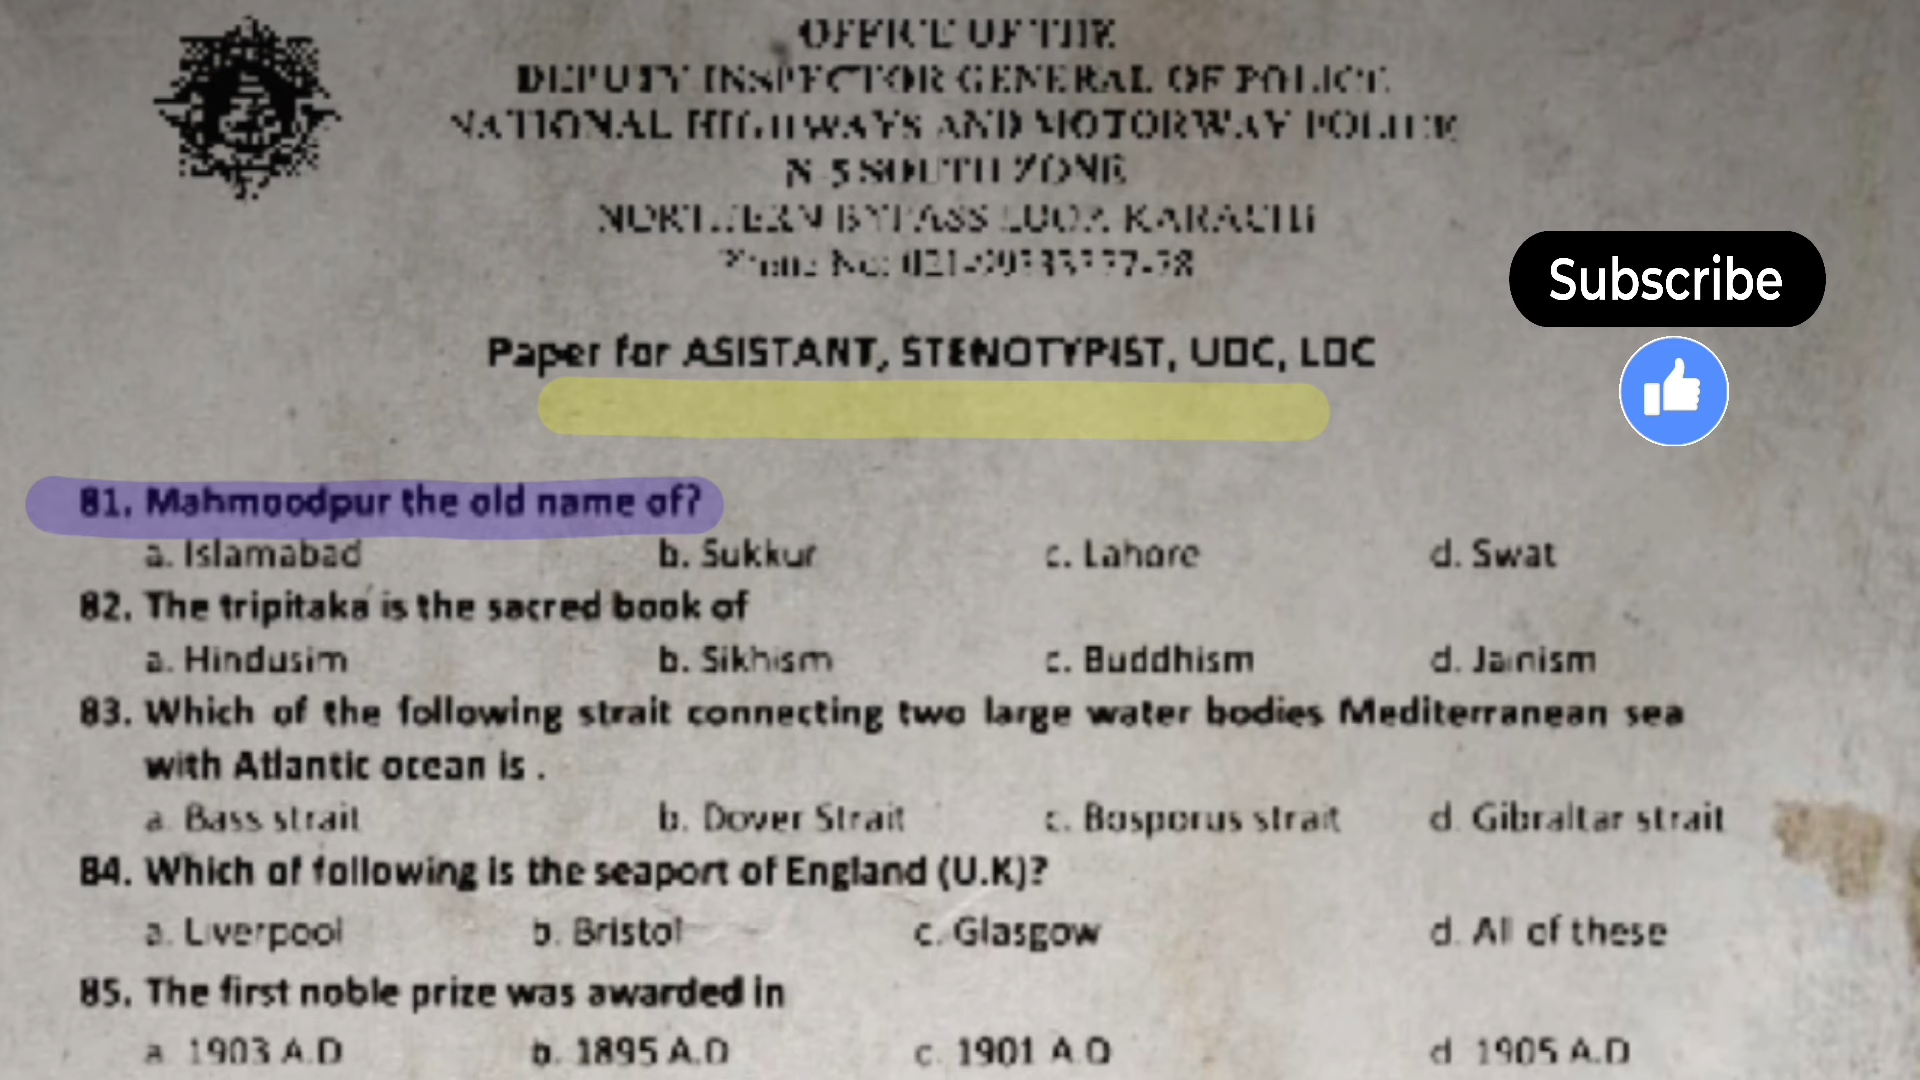 OFFICE OF THE
DEPUTY INSPECTOR GENERAL OF POLICE
NATIONAL HIGHWAYS AND MOTORWAY POLICE
N-5 SOUTH ZONE
NORTHERN BYPASS KARACHI
Phone No: 021-
Subscribe
Paper for ASISTANT, STENOTYPIST, UDC, LDC
81. Mahmoodpur the old name of?
a. Islamabad b. Sukkur c. Lahore d. Swat
82. The tripitaka is the sacred book of
a. Hindusim b. Sikhism c. Buddhism d. Jainism
83. Which of the following strait connecting two large water bodies Mediterranean sea
with Atlantic ocean is .
a. Bass strait b. Dover Strait c. Bosporus strait d. Gibraltar strait
84. Which of following is the seaport of England (U.K)?
a. Liverpool b. Bristol c. Glasgow d. All of these
85. The first noble prize was awarded in
a. 1903 A.D b. 1895 A.D c. 1901 A.D d. 1905 A.D